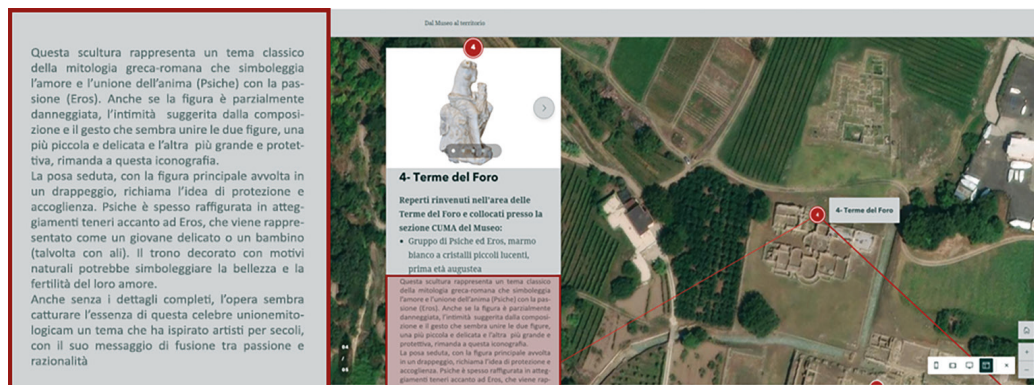 Questa scultura rappresenta un tema classico
della mitologia greca-romana che simboleggia
l'amore e l'unione dell'anima (Psiche) con la pas-
sione (Eros). Anche se la figura è parzialmente
danneggiata, l'intimità suggerita dalla composi-
zione e il gesto che sembra unire le due figure, una
più piccola e delicata e l'altra più grande e protet-
tiva, rimanda a questa iconografia.
La posa seduta, con la figura principale avvolta in
un drappeggio, richiama l'idea di protezione e
accoglienza. Psiche è spesso raffigurata in atteg-
giamenti teneri accanto ad Eros, che viene rappre-
sentato come un giovane delicato o un bambino
(talvolta con ali). Il trono decorato con motivi
naturali potrebbe simboleggiare la bellezza e la
fertilità del loro amore.
Anche senza i dettagli completi, l'opera sembra
catturare l'essenza di questa celebre unionemito-
logicam un tema che ha ispirato artisti per secoli,
con il suo messaggio di fusione tra passione e
razionalità
Dal Museo al territorio
4
4- Terme del Foro
Reperti rinvenuti nell'area delle
Terme del Foro e collocati presso la
sezione CUMA del Museo:
• Gruppo di Psiche ed Eros, marmo
bianco a cristalli piccoli lucenti,
prima età augustea
Questa scultura rappresenta un tema classico
della mitologia greca-romana che simboleggia
l'amore e l'unione dell'anima (Psiche) con la pas-
sione (Eros). Anche se la figura è parzialmente
danneggiata, l'intimità suggerita dalla composi-
zione e il gesto che sembra unire le due figure,
una più piccola e delicata e l'altra più grande e
protettiva, rimanda a questa iconografia.
La posa seduta, con la figura principale avvolta
in un drappeggio, richiama l'idea di protezione e
accoglienza. Psiche è spesso raffigurata in atteg-
giamenti teneri accanto ad Eros, che viene rap-
4
4- Terme del Foro